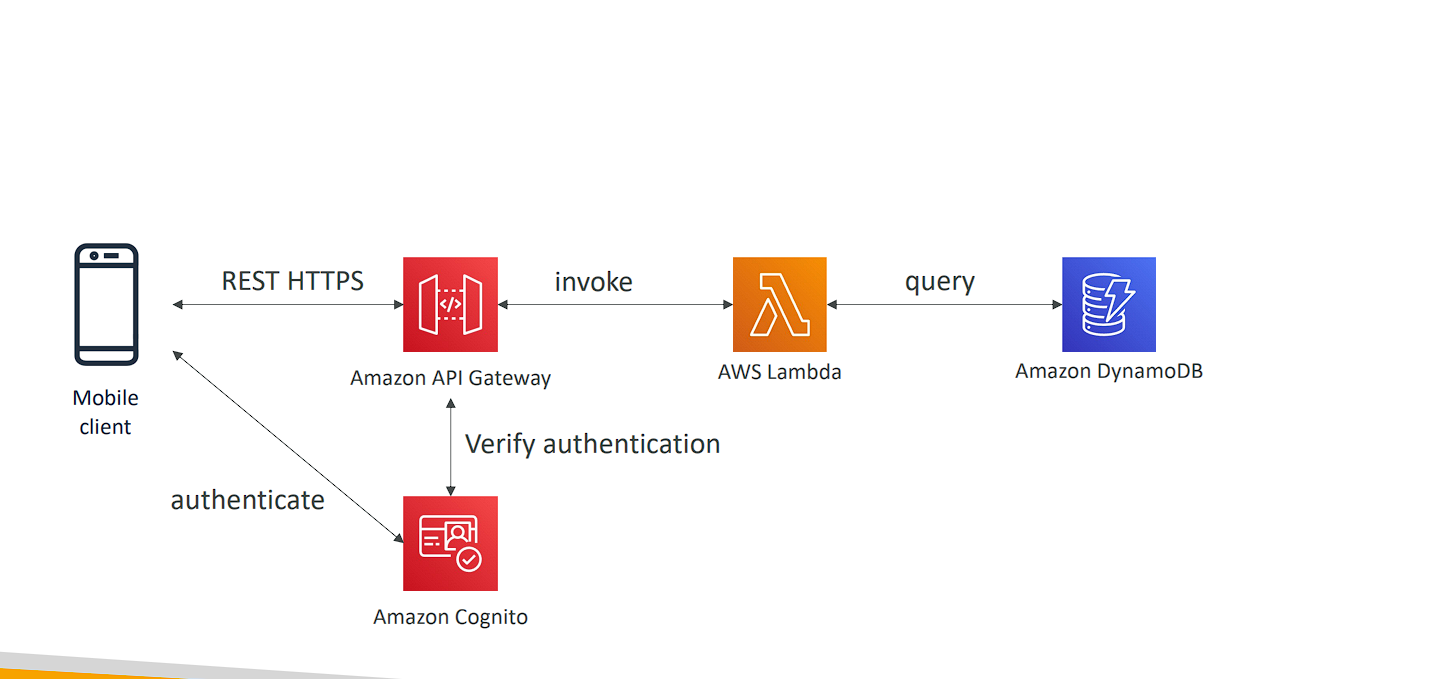 REST HTTPS
invoke
query
Amazon API Gateway
AWS Lambda
Amazon DynamoDB
Mobile
client
Verify authentication
authenticate
Amazon Cognito